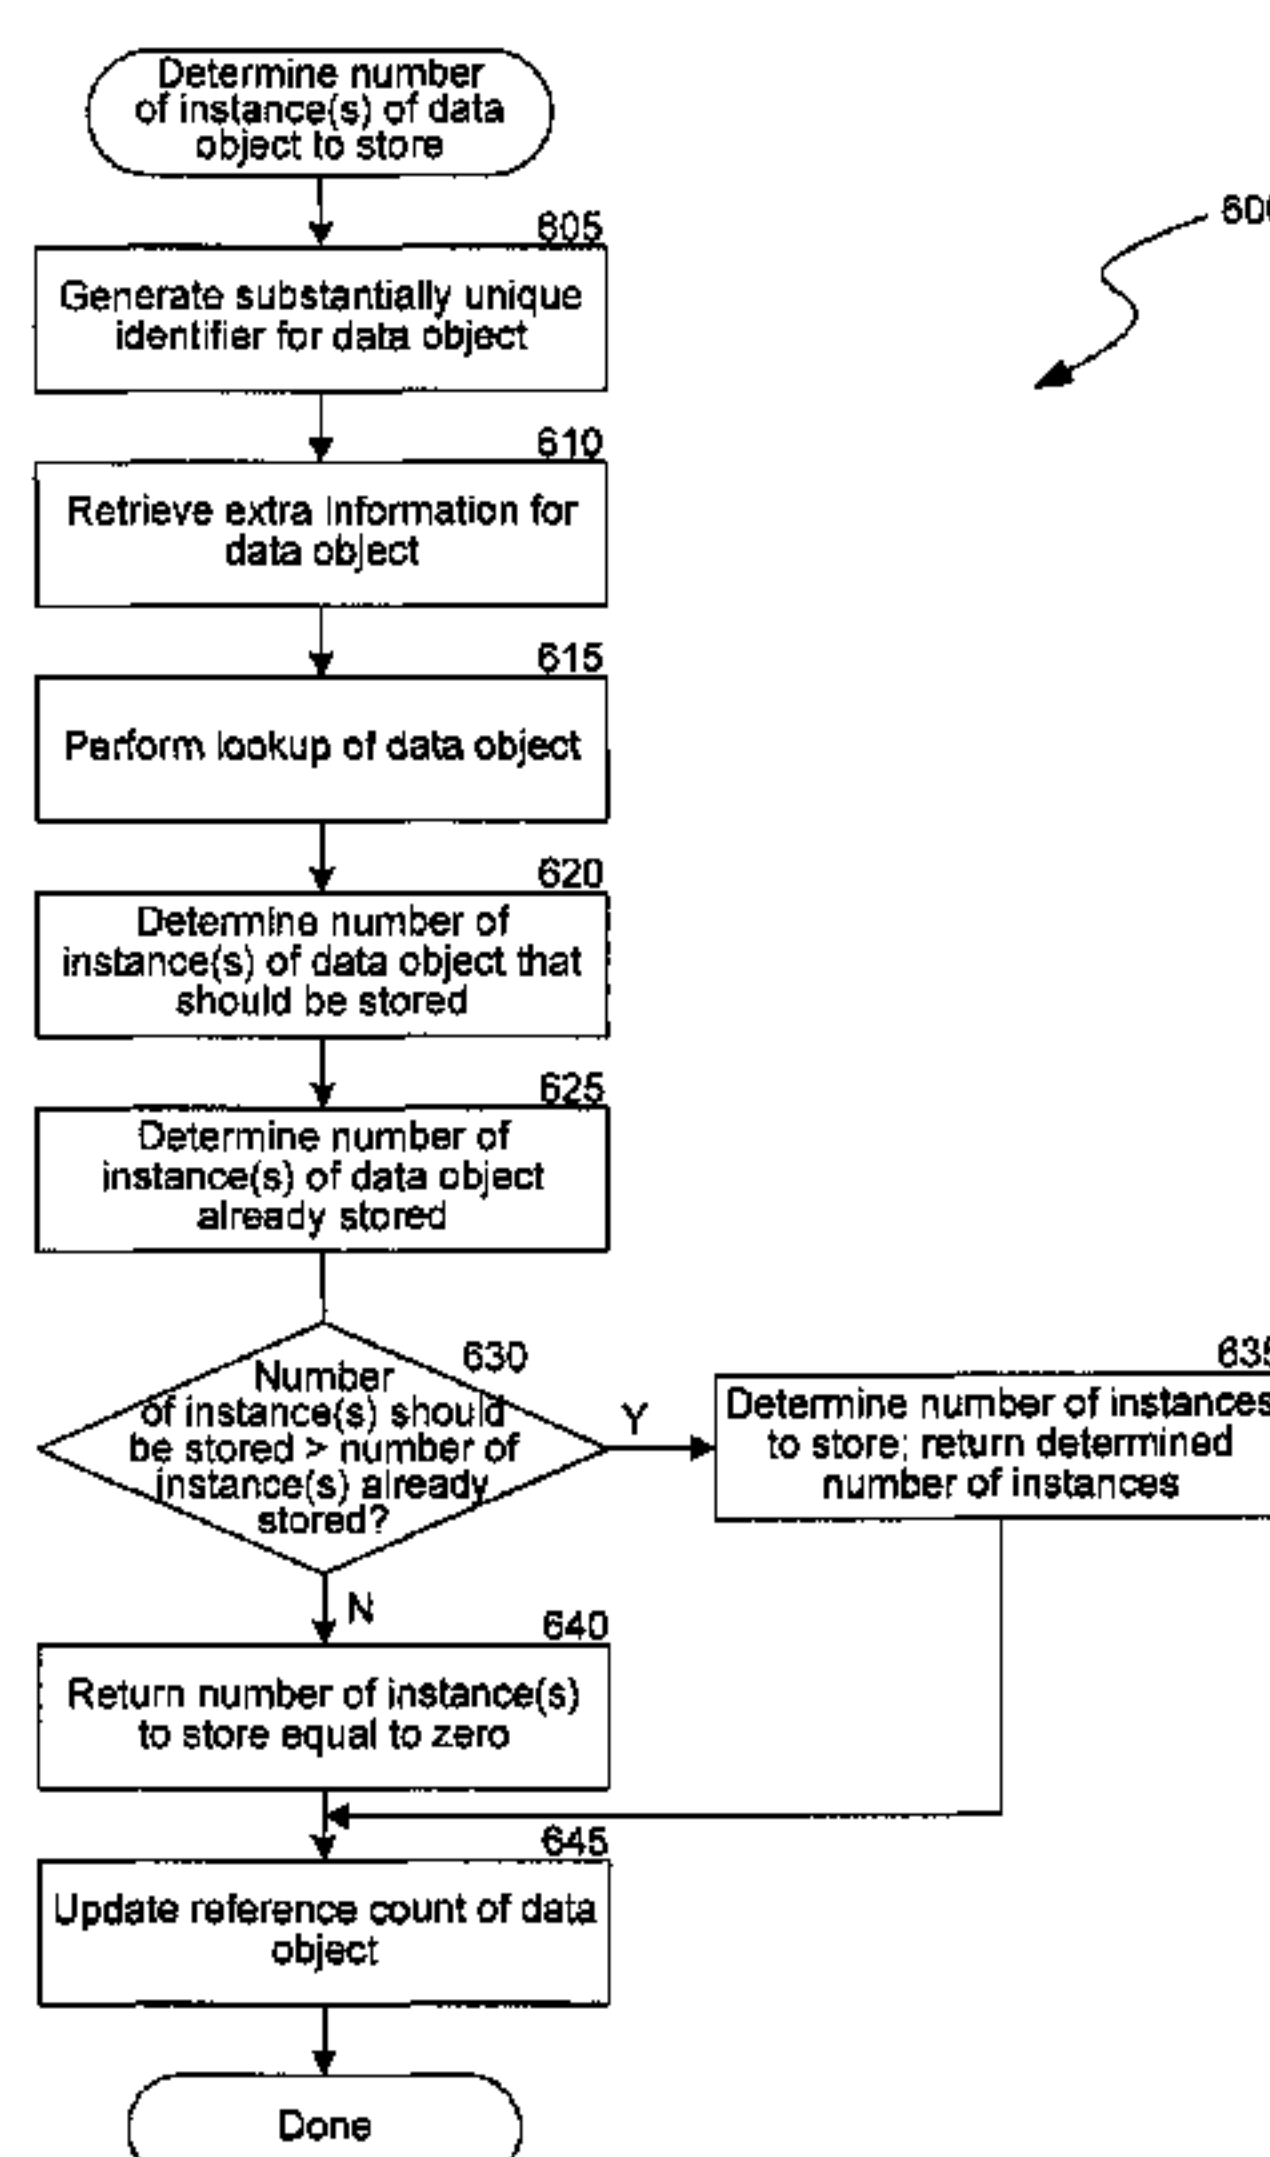 Determine number
of instance(s) of data
object to store
605
600
Generate substantially unique
identifier for data object
610
Retrieve extra Information for
data object
615
Perform lookup of data object
620
Determine number of
instance(s) of data object that
should be stored
625
Determine number of
instance(s) of data object
already stored
630
Number
of instance(s) should
be stored > number of
instance(s) already
stored?
Y
635
Determine number of instances
to store; return determined
number of instances
N
640
Return number of instance(s)
to store equal to zero
645
Update reference count of data
object
Done